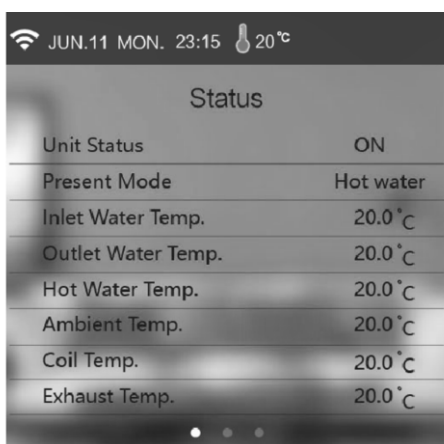 JUN.11 MON. 23:15 20℃
Status
Unit Status ON
Present Mode Hot water
Inlet Water Temp. 20.0°C
Outlet Water Temp. 20.0°C
Hot Water Temp. 20.0°C
Ambient Temp. 20.0°C
Coil Temp. 20.0°C
Exhaust Temp. 20.0°C